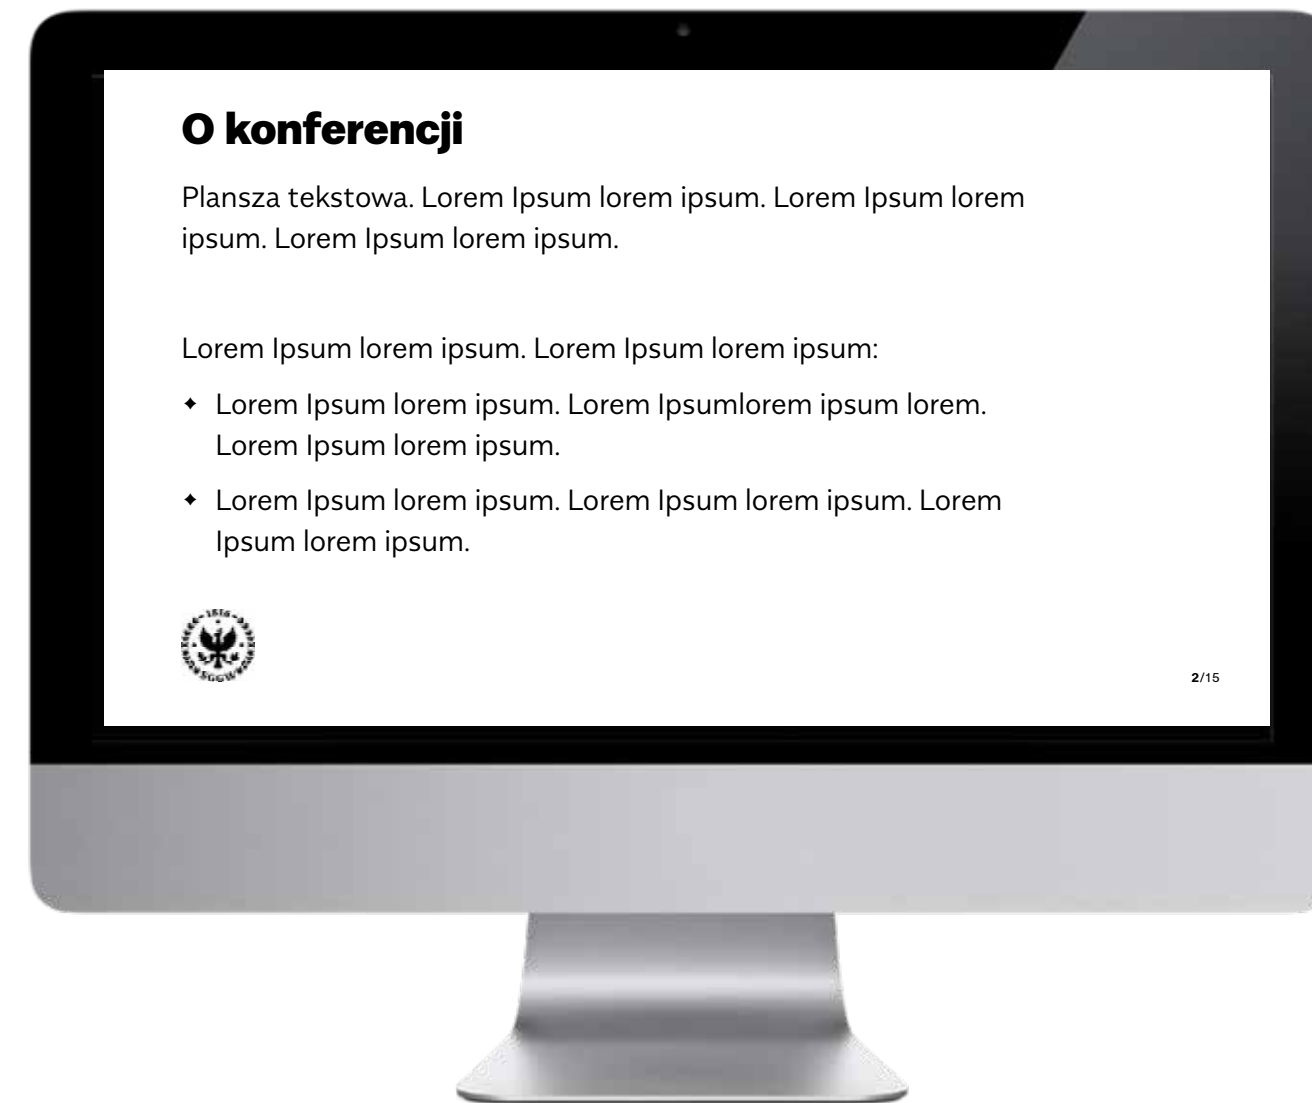 O konferencji
Plansza tekstowa. Lorem Ipsum lorem ipsum. Lorem Ipsum lorem
ipsum. Lorem Ipsum lorem ipsum.
Lorem Ipsum lorem ipsum. Lorem Ipsum lorem ipsum:
Lorem Ipsum lorem ipsum. Lorem Ipsumlorem ipsum lorem.
Lorem Ipsum lorem ipsum.
Lorem Ipsum lorem ipsum. Lorem Ipsum lorem ipsum. Lorem
Ipsum lorem ipsum.
1816
SGGW
2/15